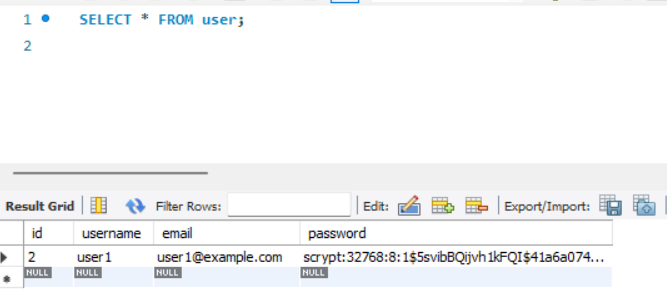 1 SELECT * FROM user;
2
Result Grid Filter Rows: Edit: Export/Import:
id username email password
2 user1 user1@example.com scrypt:32768:8:1$5svibBQijvh1kFQI$41a6a074...
NULL NULL NULL NULL